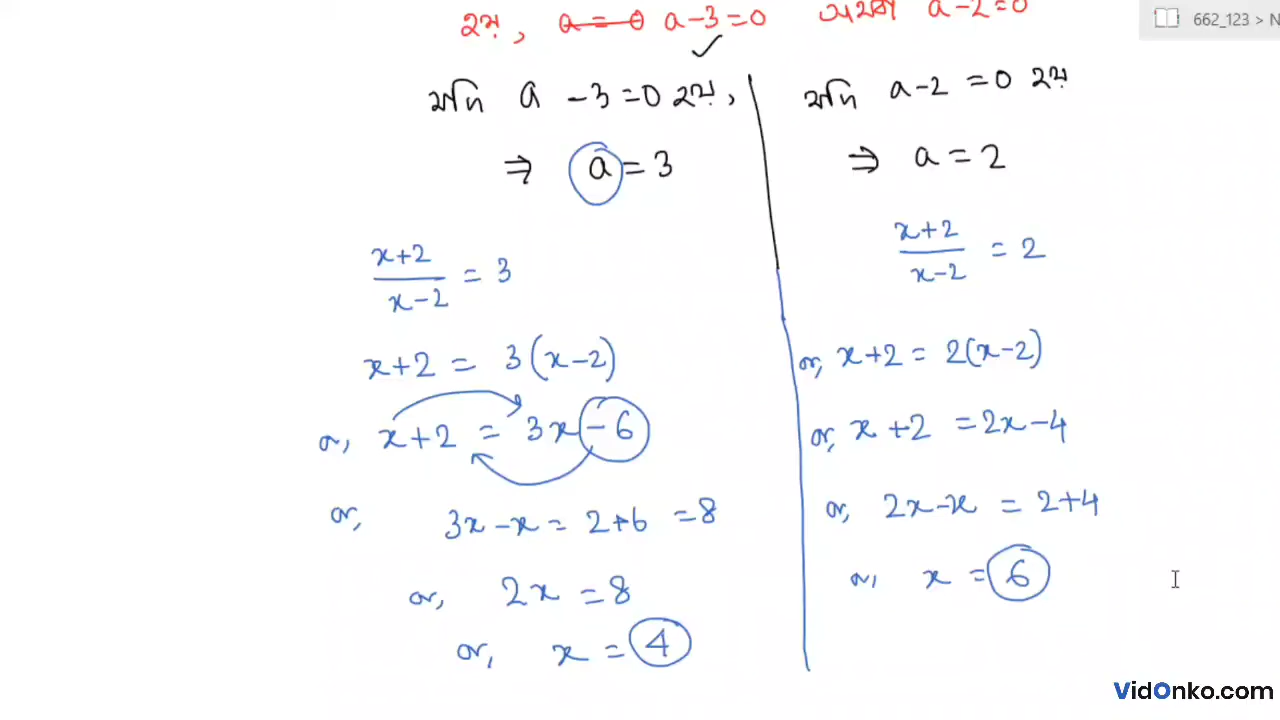 হয়, a = 0 a-3=0 অথবা a-2=0
662_123 > N
যদি a -3=0 হয়,
⇒ a = 3
x+2/x-2 = 3
x+2 = 3(x-2)
or, x+2 = 3x-6
or, 3x-x = 2+6 =8
or, 2x =8
or, x = 4
যদি a-2 =0 হয়
⇒ a = 2
x+2/x-2 = 2
or, x+2 = 2(x-2)
or, x+2 =2x-4
or, 2x-x = 2+4
or, x = 6
VidOnko.com